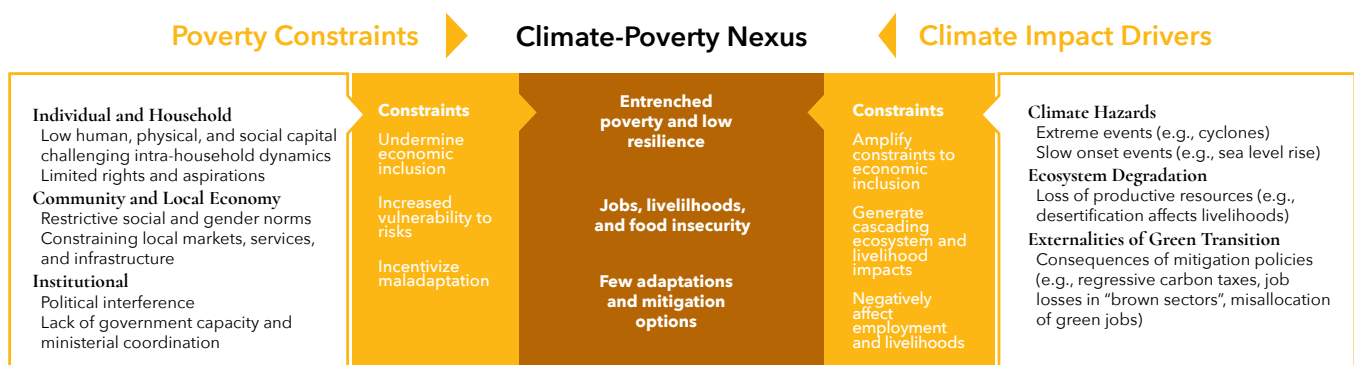 Poverty Constraints
Climate-Poverty Nexus
Climate Impact Drivers
Individual and Household
Low human, physical, and social capital
challenging intra-household dynamics
Limited rights and aspirations
Community and Local Economy
Restrictive social and gender norms
Constraining local markets, services,
and infrastructure
Institutional
Political interference
Lack of government capacity and
ministerial coordination
Constraints
Undermine
economic
inclusion
Increased
vulnerability to
risks
Incentivize
maladaptation
Entrenched
poverty and low
resilience
Jobs, livelilhoods,
and food insecurity
Few adaptations
and mitigation
options
Constraints
Amplify
constraints to
economic
inclusion
Generate
cascading
ecosystem and
livelihood
impacts
Negatively
affect
employment
and livelihoods
Climate Hazards
Extreme events (e.g., cyclones)
Slow onset events (e.g., sea level rise)
Ecosystem Degradation
Loss of productive resources (e.g.,
desertification affects livelihoods)
Externalities of Green Transition
Consequences of mitigation policies
(e.g., regressive carbon taxes, job
losses in “brown sectors”, misallocation
of green jobs)